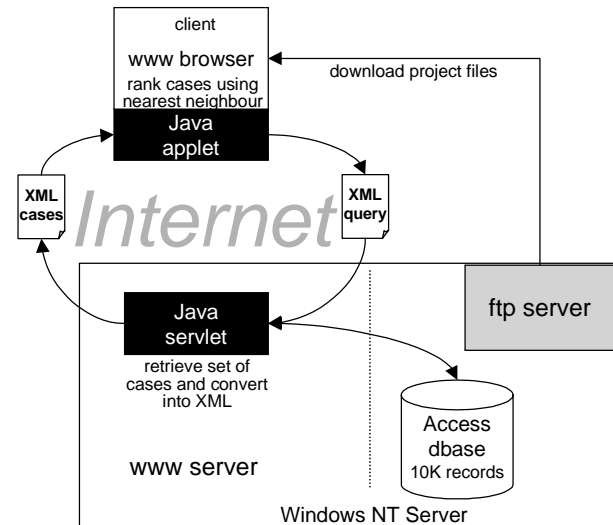 client
www browser
rank cases using
nearest neighbour
Java
applet
download project files
XML
cases
Internet
XML
query
Java
servlet
retrieve set of
cases and convert
into XML
ftp server
Access
dbase
10K records
www server
Windows NT Server